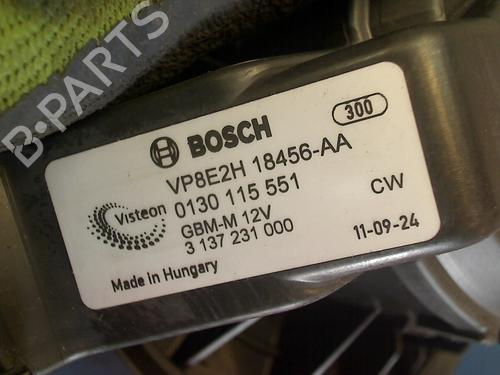 B-PARTS
300
BOSCH
VP8E2H 18456-AA
Visteon
0130 115 551
CW
GBM-M 12V
3 137 231 000
11-09-24
Made in Hungary